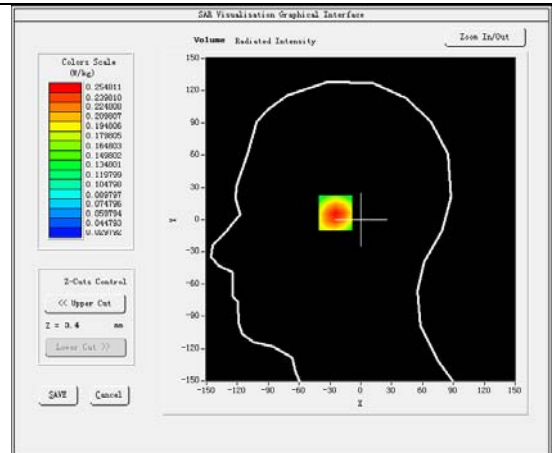 SAR Visualisation Graphical Interface
Volume Radiated Intensity
Zoom In/Out
Colors Scale
(W/kg)
0.254811
0.239810
0.224808
0.209807
0.194806
0.179805
0.164803
0.149802
0.134801
0.119799
0.104798
0.089797
0.074796
0.059794
0.044793
Z-Cuts Control
<< Upper Cut
Z = 3.4 mm
Lower Cut >>
SAVE
Cancel
150
120
90
60
30
0
-30
-60
-90
-120
-150
Y
-150 -120 -90 -60 -30 0 30 60 90 120 150
X